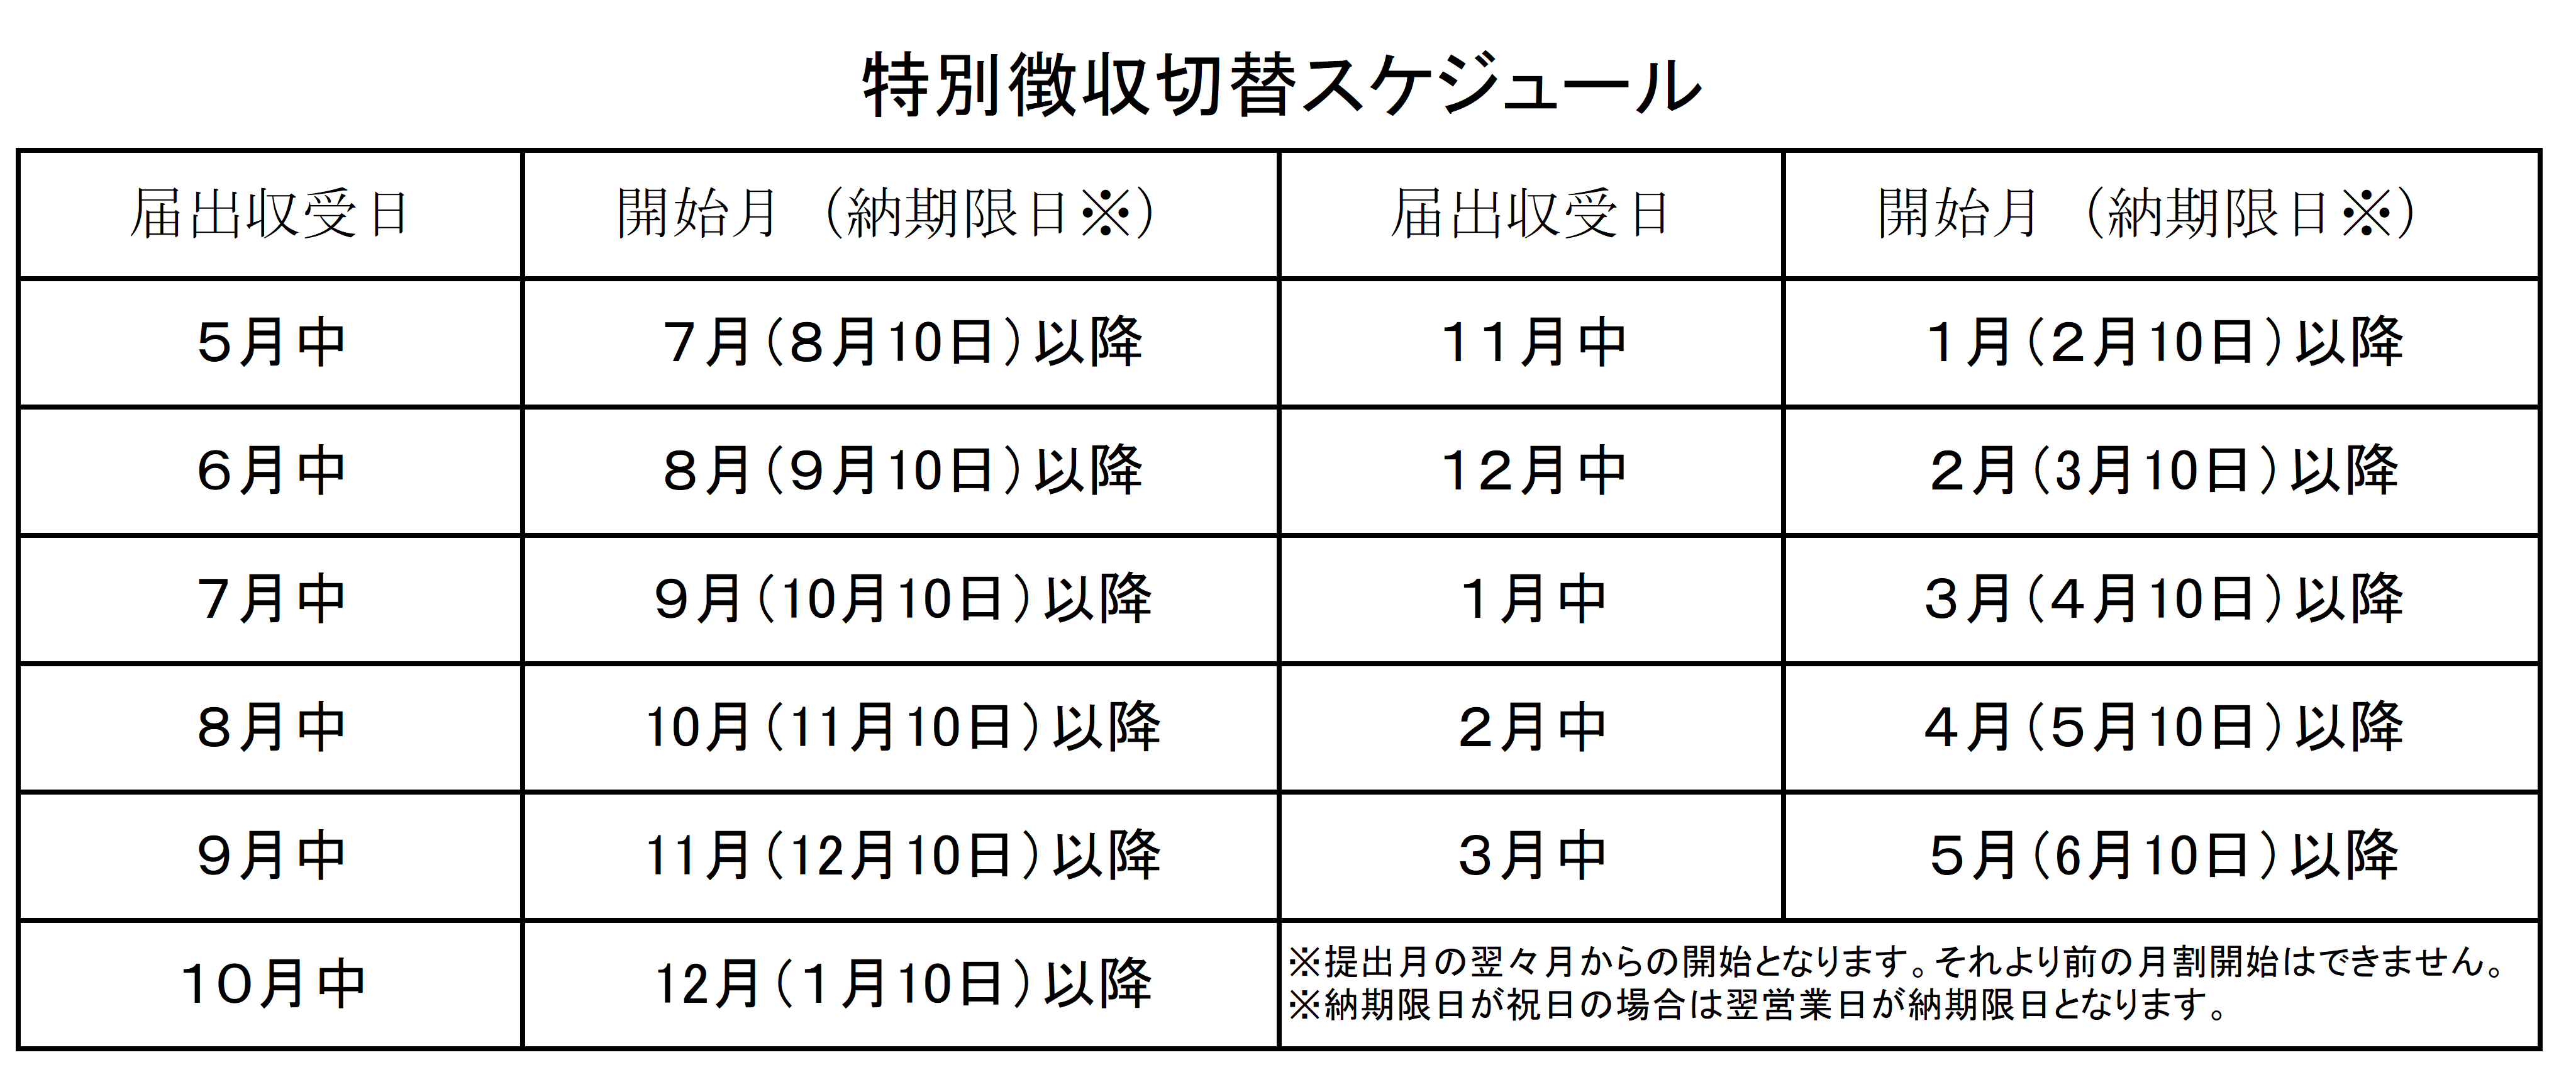 特別徴収切替スケジュール
届出収受日 開始月（納期限日※） 届出収受日 開始月（納期限日※）
５月中 ７月（８月10日）以降 １１月中 １月（２月10日）以降
６月中 ８月（９月10日）以降 １２月中 ２月（3月10日）以降
７月中 ９月（10月10日）以降 １月中 ３月（４月10日）以降
８月中 10月（11月10日）以降 ２月中 ４月（５月10日）以降
９月中 11月（12月10日）以降 ３月中 ５月（6月10日）以降
１０月中 12月（１月10日）以降
※提出月の翌々月からの開始となります。それより前の月割開始はできません。
※納期限日が祝日の場合は翌営業日が納期限日となります。